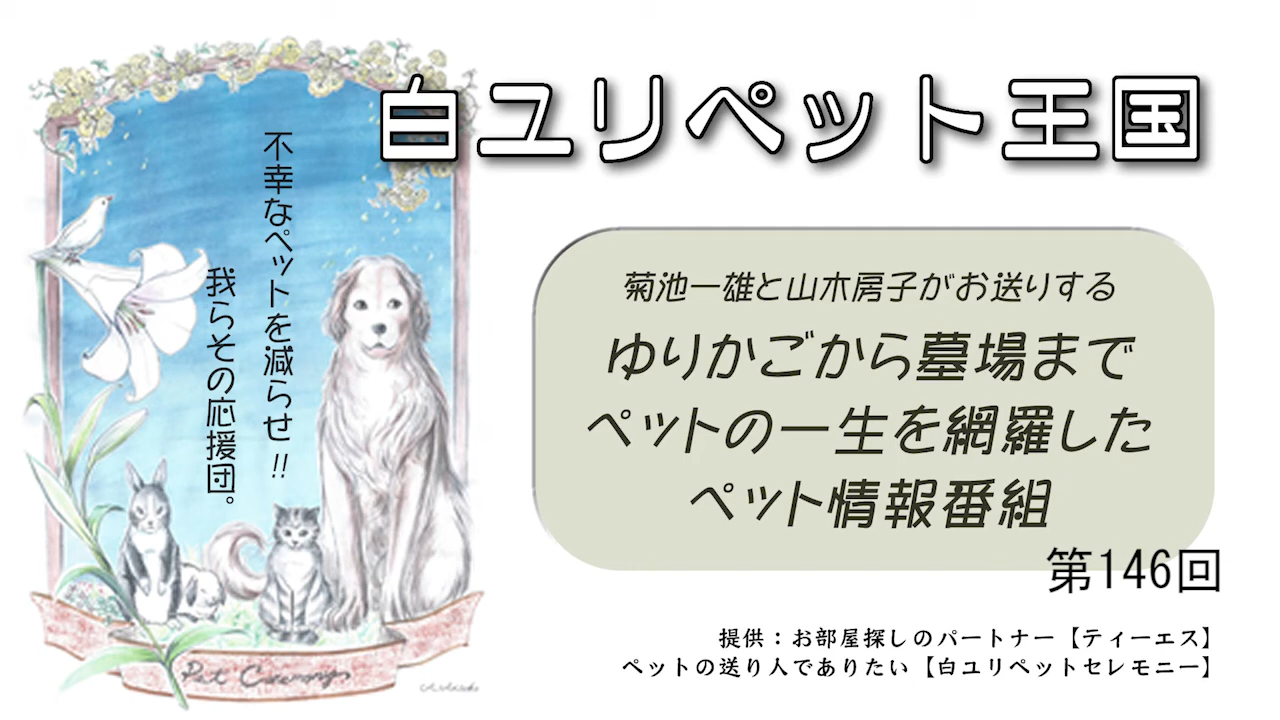 白ユリペット王国
不幸なペットを減らせ!!
我らその応援団。
菊池一雄と山木房子がお送りする
ゆりかごから墓場まで
ペットの一生を網羅した
ペット情報番組
第146回
提供：お部屋探しのパートナー【ティーエス】
ペットの送り人でありたい【白ユリペットセレモニー】